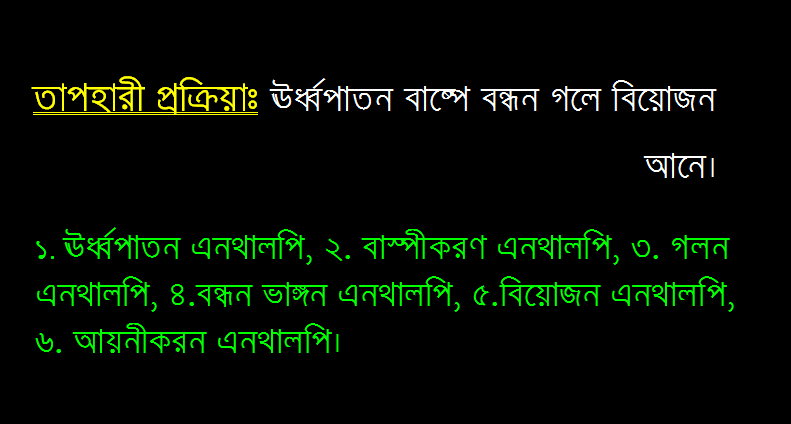 তাপহারী প্রক্রিয়াঃ ঊর্ধ্বপাতন বাষ্পে বন্ধন গলে বিয়োজন
আনে।
১. ঊর্ধ্বপাতন এনথালপি, ২. বাস্পীকরণ এনথালপি, ৩. গলন
এনথালপি, ৪.বন্ধন ভাঙ্গন এনথালপি, ৫.বিয়োজন এনথালপি,
৬. আয়নীকরন এনথালপি।